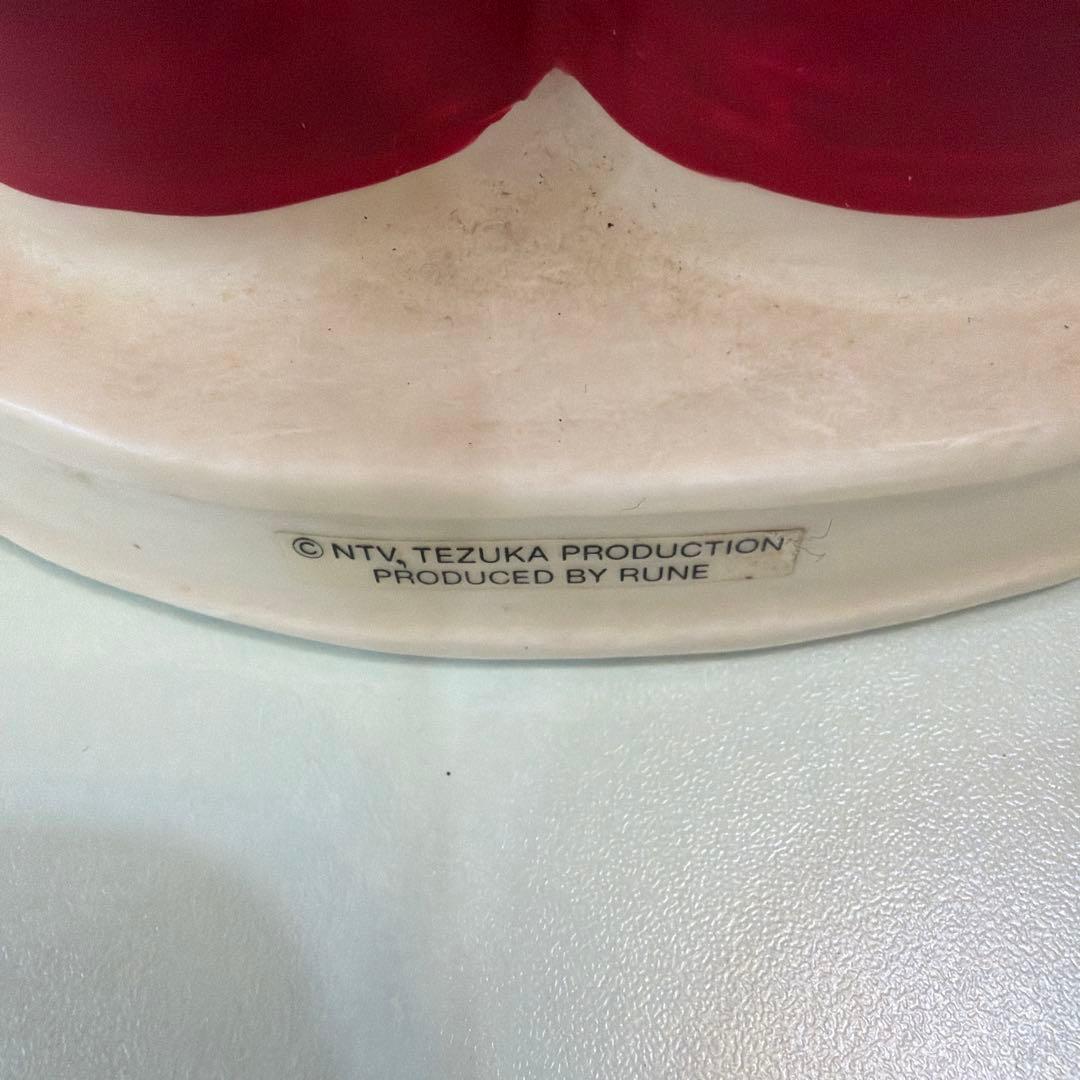 © NTV, TEZUKA PRODUCTION
PRODUCED BY RUNE